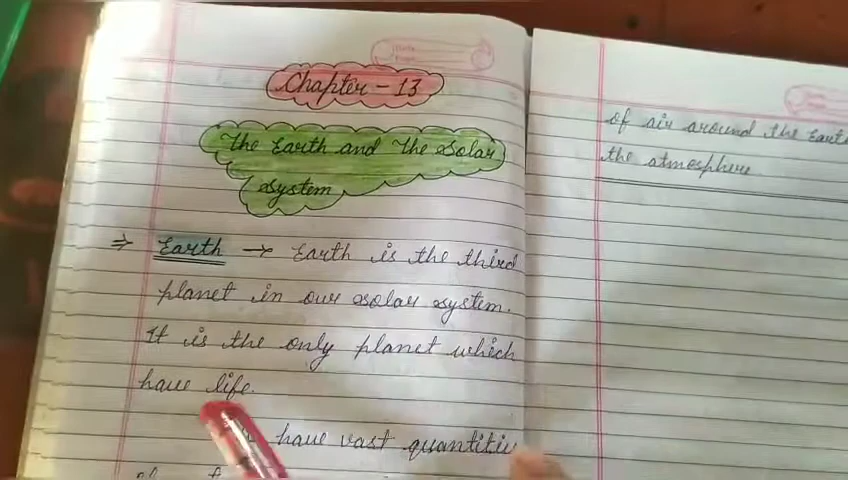 Chapter - 13
The Earth and The Solar
System
⇒ Earth → Earth is the third
planet in our solar system.
It is the only planet which
have life.
have vast quantities
of air around the Earth
the atmosphere.